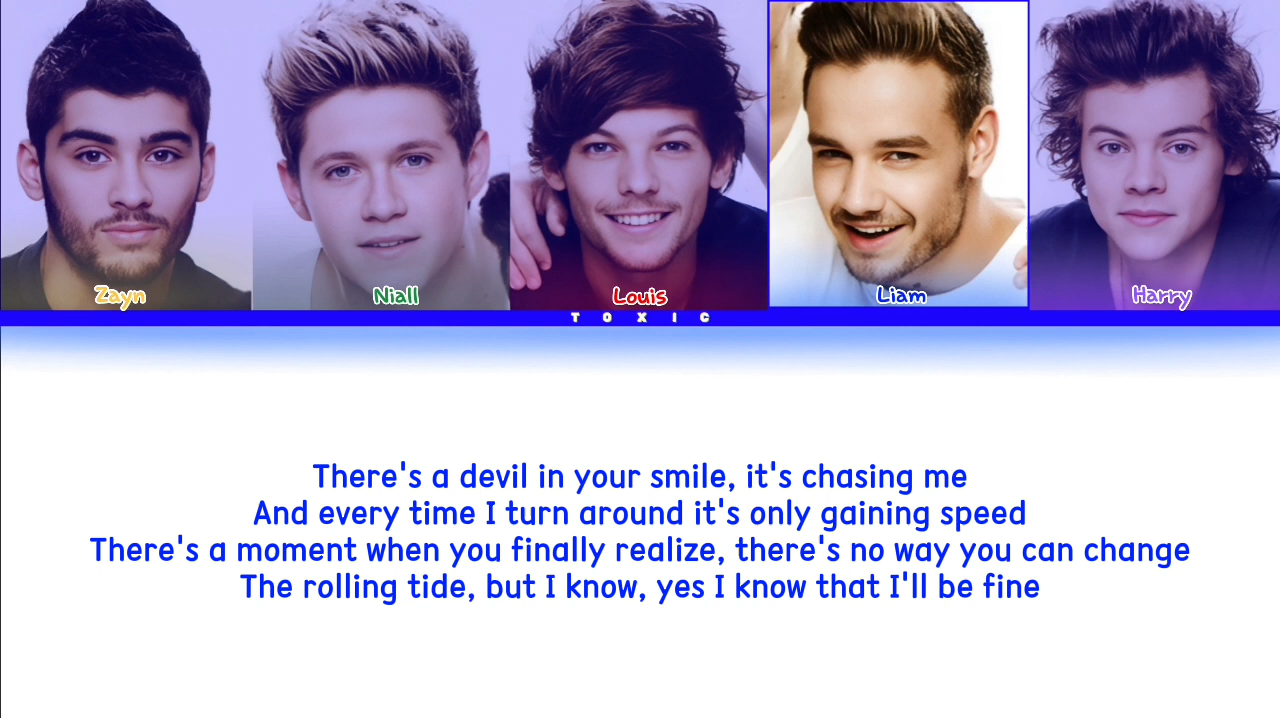 Zayn
Niall
Louis
Liam
Harry
TOXIC
There's a devil in your smile, it's chasing me
And every time I turn around it's only gaining speed
There's a moment when you finally realize, there's no way you can change
The rolling tide, but I know, yes I know that I'll be fine